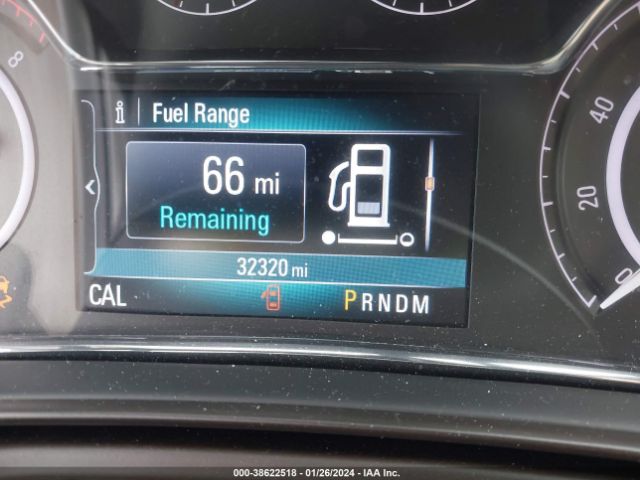 8
i Fuel Range
66 mi
Remaining
32320 mi
CAL
PRNDM
40
20
0
000-38622518 - 01/26/2024 - IAA Inc.